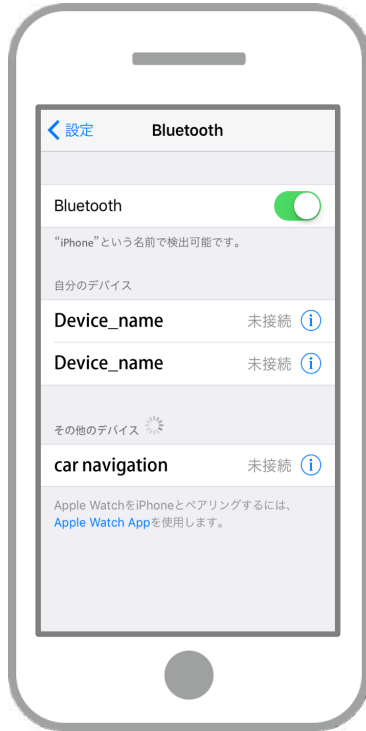 設定 Bluetooth
Bluetooth
“iPhone”という名前で検出可能です。
自分のデバイス
Device_name 未接続 i
Device_name 未接続 i
その他のデバイス
car navigation 未接続 i
Apple WatchをiPhoneとペアリングするには、
Apple Watch Appを使用します。